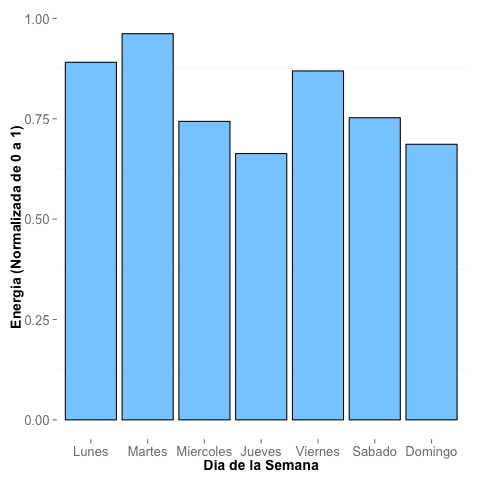 1.00
0.75
0.50
0.25
0.00
Energia (Normalizada de 0 a 1)
Lunes Martes Miercoles Jueves Viernes Sabado Domingo
Dia de la Semana